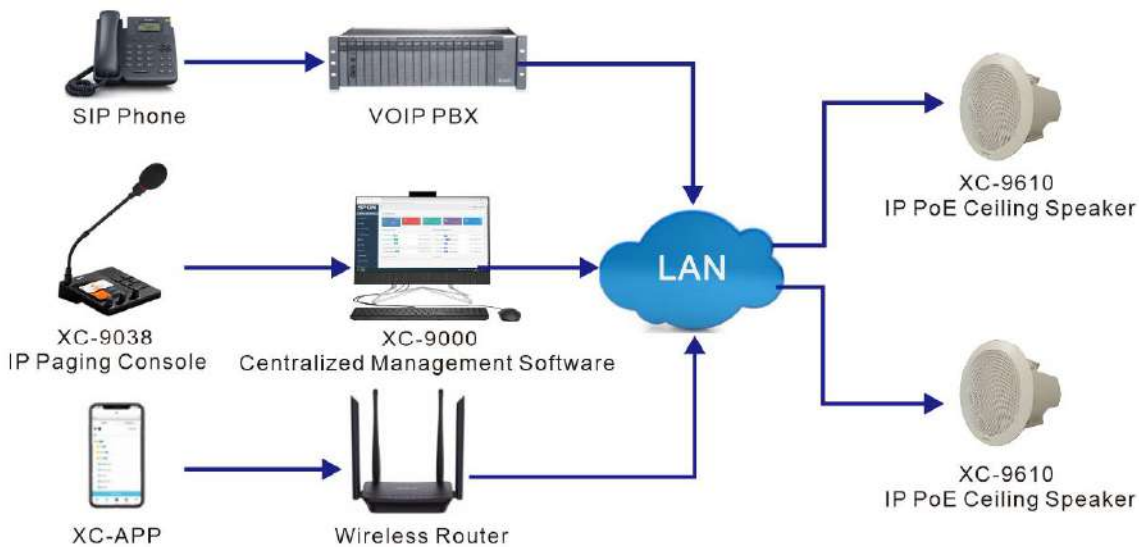 SIP Phone
VOIP PBX
XC-9610
IP PoE Ceiling Speaker
LAN
XC-9038
IP Paging Console
XC-9000
Centralized Management Software
XC-APP
Wireless Router
XC-9610
IP PoE Ceiling Speaker